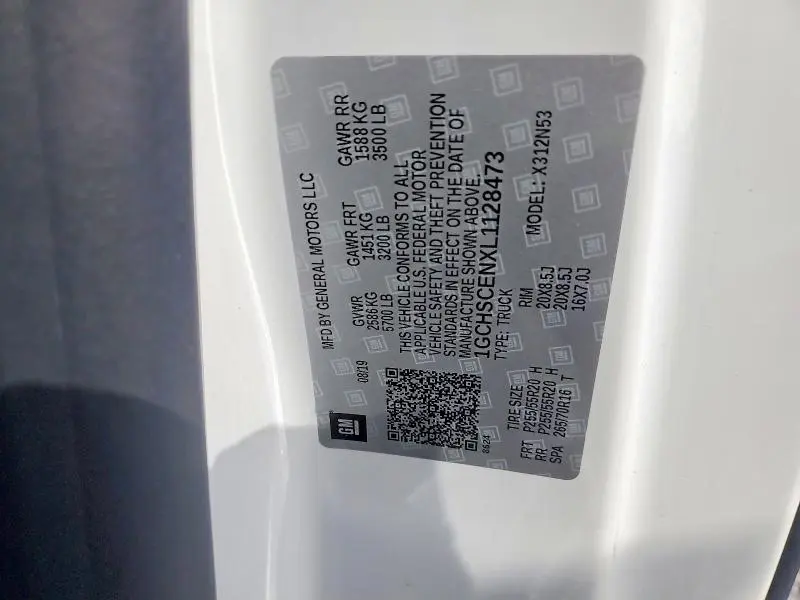 MFD BY GENERAL MOTORS LLC
08/19
GVWR
2586 KG
5700 LB
GAWR FRT
1451 KG
3200 LB
GAWR RR
1588 KG
3500 LB
THIS VEHICLE CONFORMS TO ALL
APPLICABLE U.S. FEDERAL MOTOR
VEHICLE SAFETY AND THEFT PREVENTION
STANDARDS IN EFFECT ON THE DATE OF
MANUFACTURE SHOWN ABOVE.
1GCHSCENXL1128473
TYPE: TRUCK
MODEL: X312N53
GM
8624
TIRE SIZE RIM
FRT P255/55R20 H 20X8.5J
RR P255/55R20 H 20X8.5J
SPA 265/70R16 T 16X7.0J